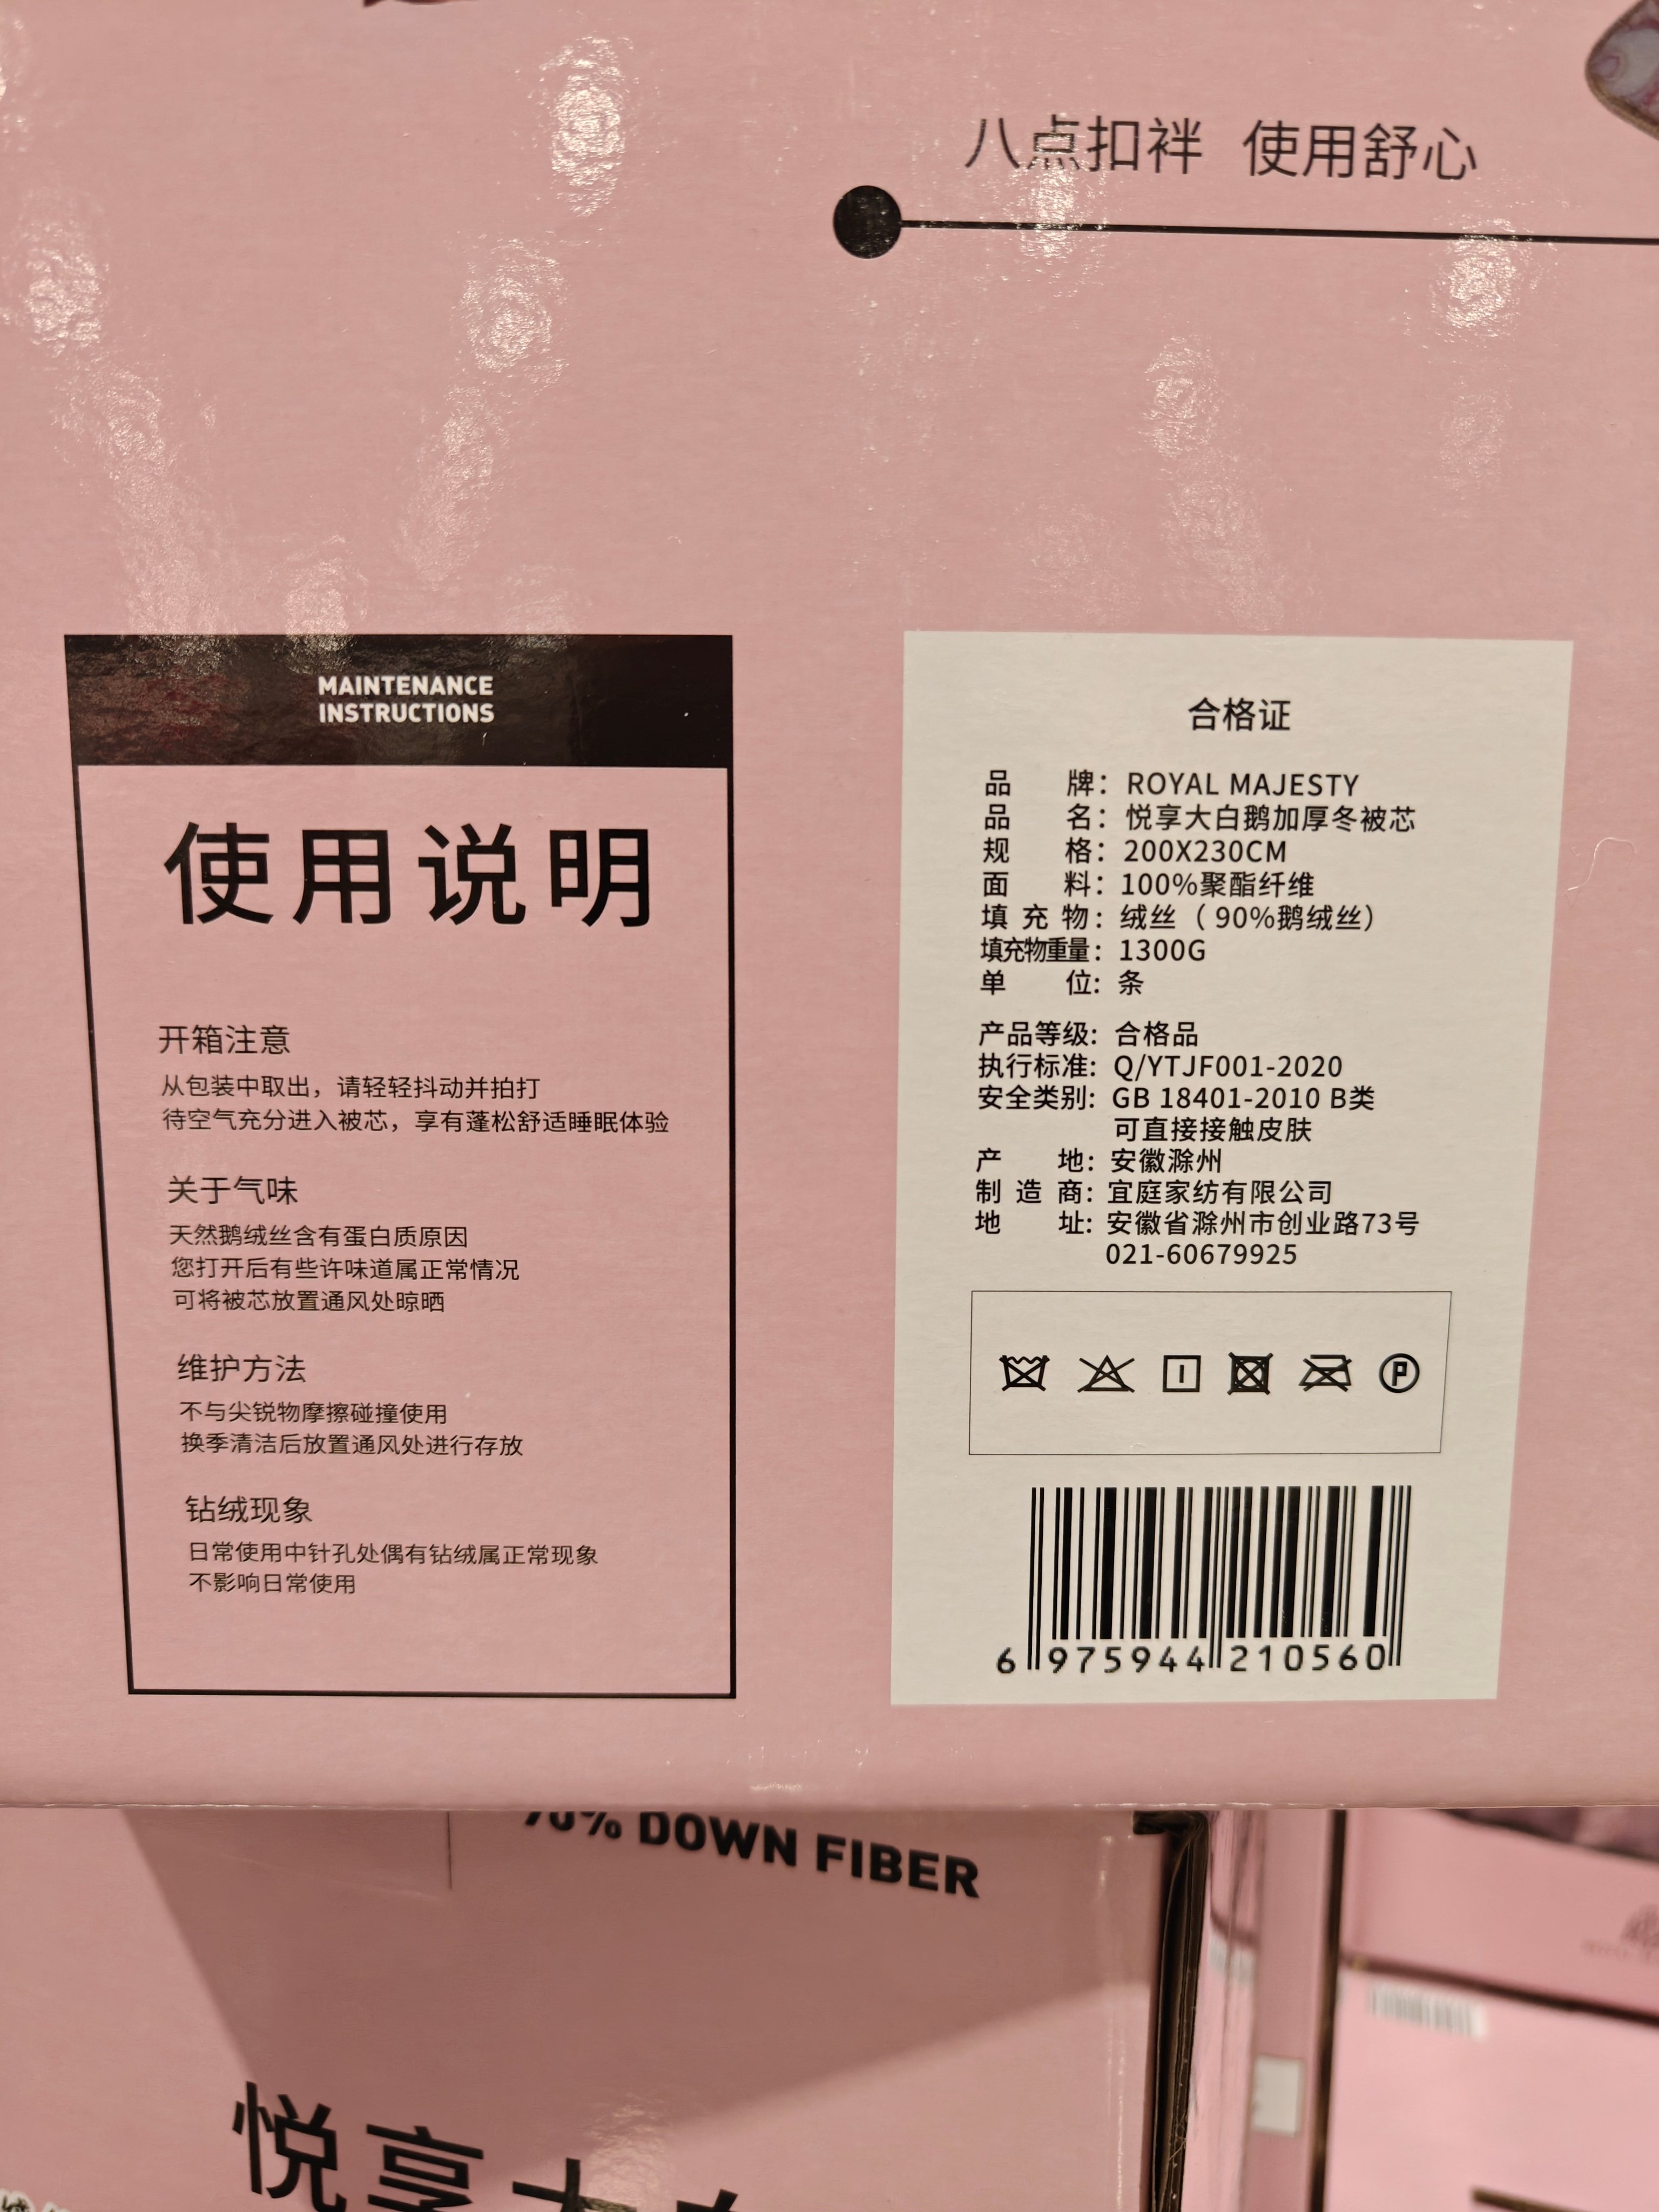 八点扣袢 使用舒心
MAINTENANCE
INSTRUCTIONS
使用说明
开箱注意
从包装中取出，请轻轻抖动并拍打
待空气充分进入被芯，享有蓬松舒适睡眠体验
关于气味
天然鹅绒丝含有蛋白质原因
您打开后有些许味道属正常情况
可将被芯放置通风处晾晒
维护方法
不与尖锐物摩擦碰撞使用
换季清洁后放置通风处进行存放
钻绒现象
日常使用中针孔处偶有钻绒属正常现象
不影响日常使用
合格证
品牌：ROYAL MAJESTY
品名：悦享大白鹅加厚冬被芯
规格：200X230CM
面料：100%聚酯纤维
填充物：绒丝（90%鹅绒丝）
填充物重量：1300G
单位：条
产品等级：合格品
执行标准：Q/YTJF001-2020
安全类别：GB 18401-2010 B类
可直接接触皮肤
产地：安徽滁州
制造商：宜庭家纺有限公司
地址：安徽省滁州市创业路73号
021-60679925
P
6 975944 210560
% DOWN FIBER
悦享大白